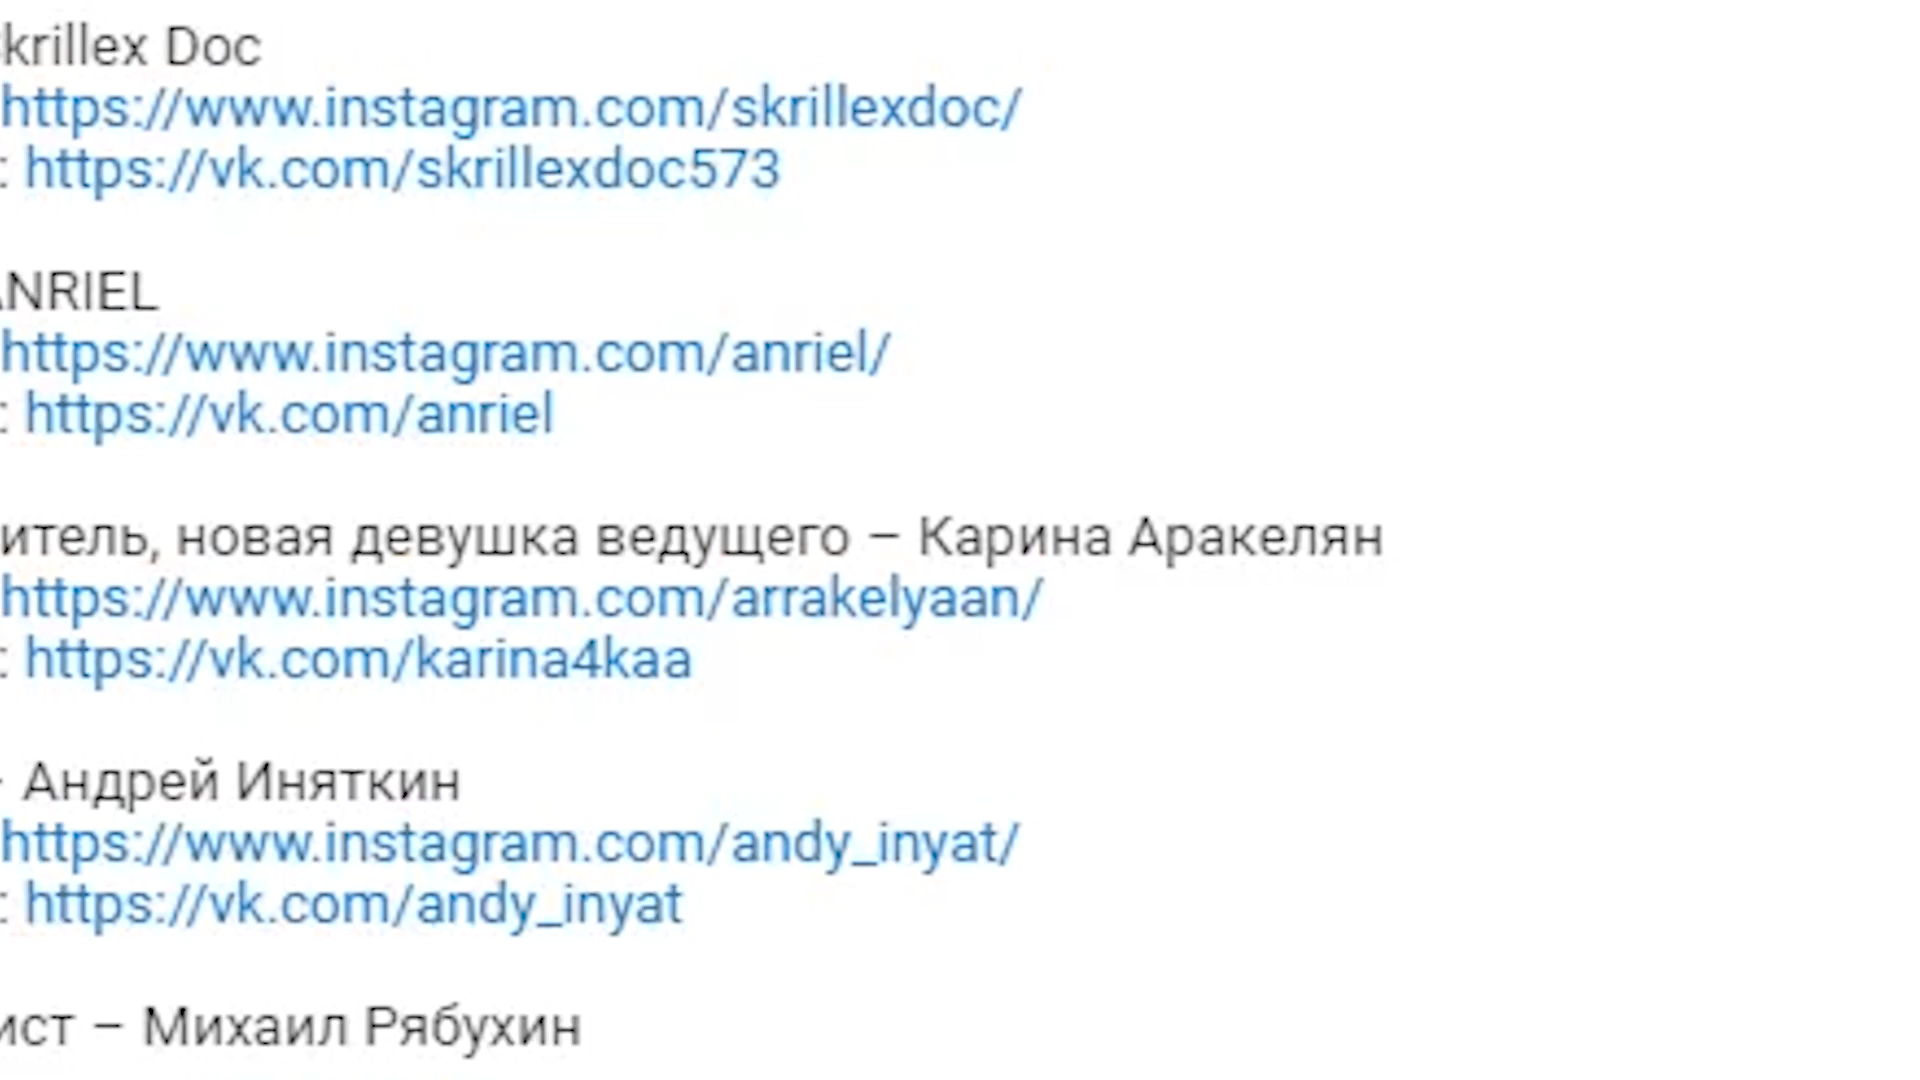 krillex Doc
https://www.instagram.com/skrillexdoc/
: https://vk.com/skrillexdoc573
ANRIEL
https://www.instagram.com/anriel/
: https://vk.com/anriel
итель, новая девушка ведущего – Карина Аракелян
https://www.instagram.com/arrakelyaan/
: https://vk.com/karina4kaa
- Андрей Иняткин
https://www.instagram.com/andy_inyat/
: https://vk.com/andy_inyat
ист – Михаил Рябухин